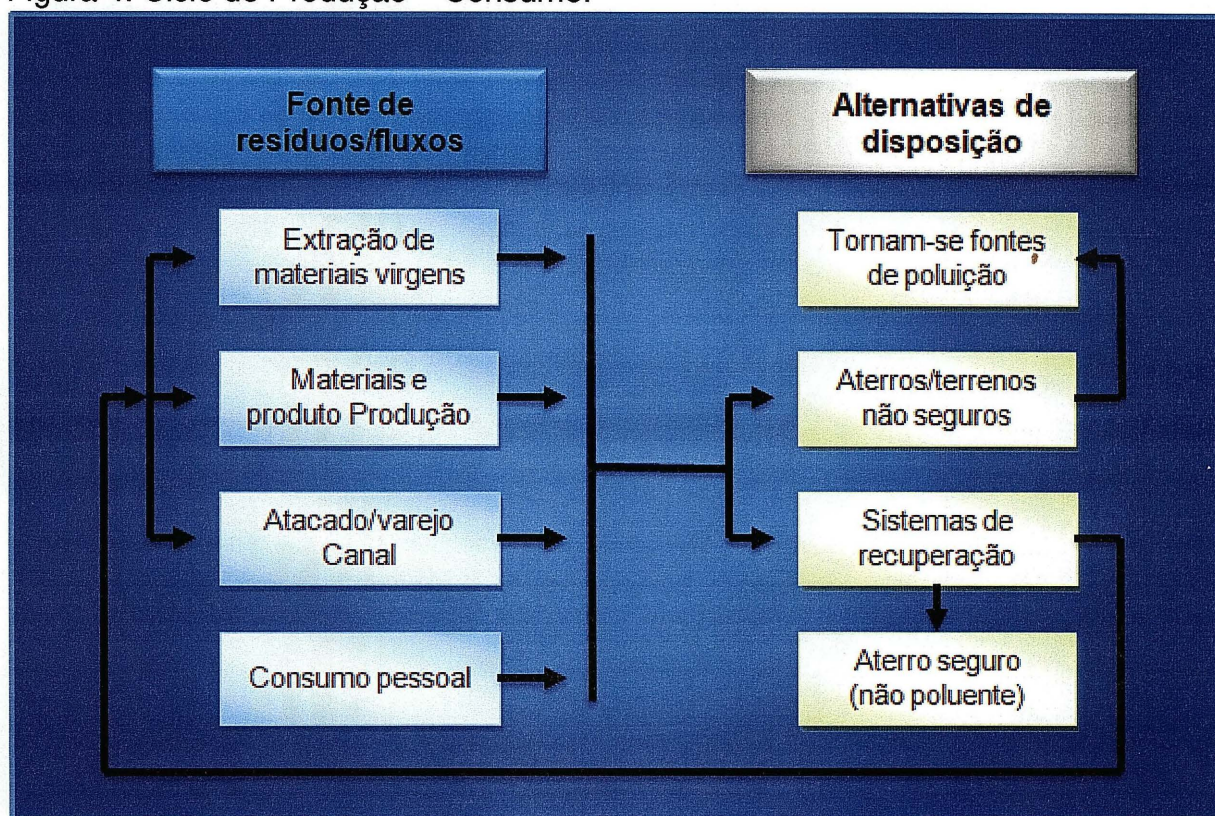 Figura 4. Ciclo de Produção – Consumo.
Fonte de
resíduos/fluxos
Extração de
materiais virgens
Materiais e
produto Produção
Atacado/varejo
Canal
Consumo pessoal
Alternativas de
disposição
Tornam-se fontes
de poluição
Aterros/terrenos
não seguros
Sistemas de
recuperação
Aterro seguro
(não poluente)